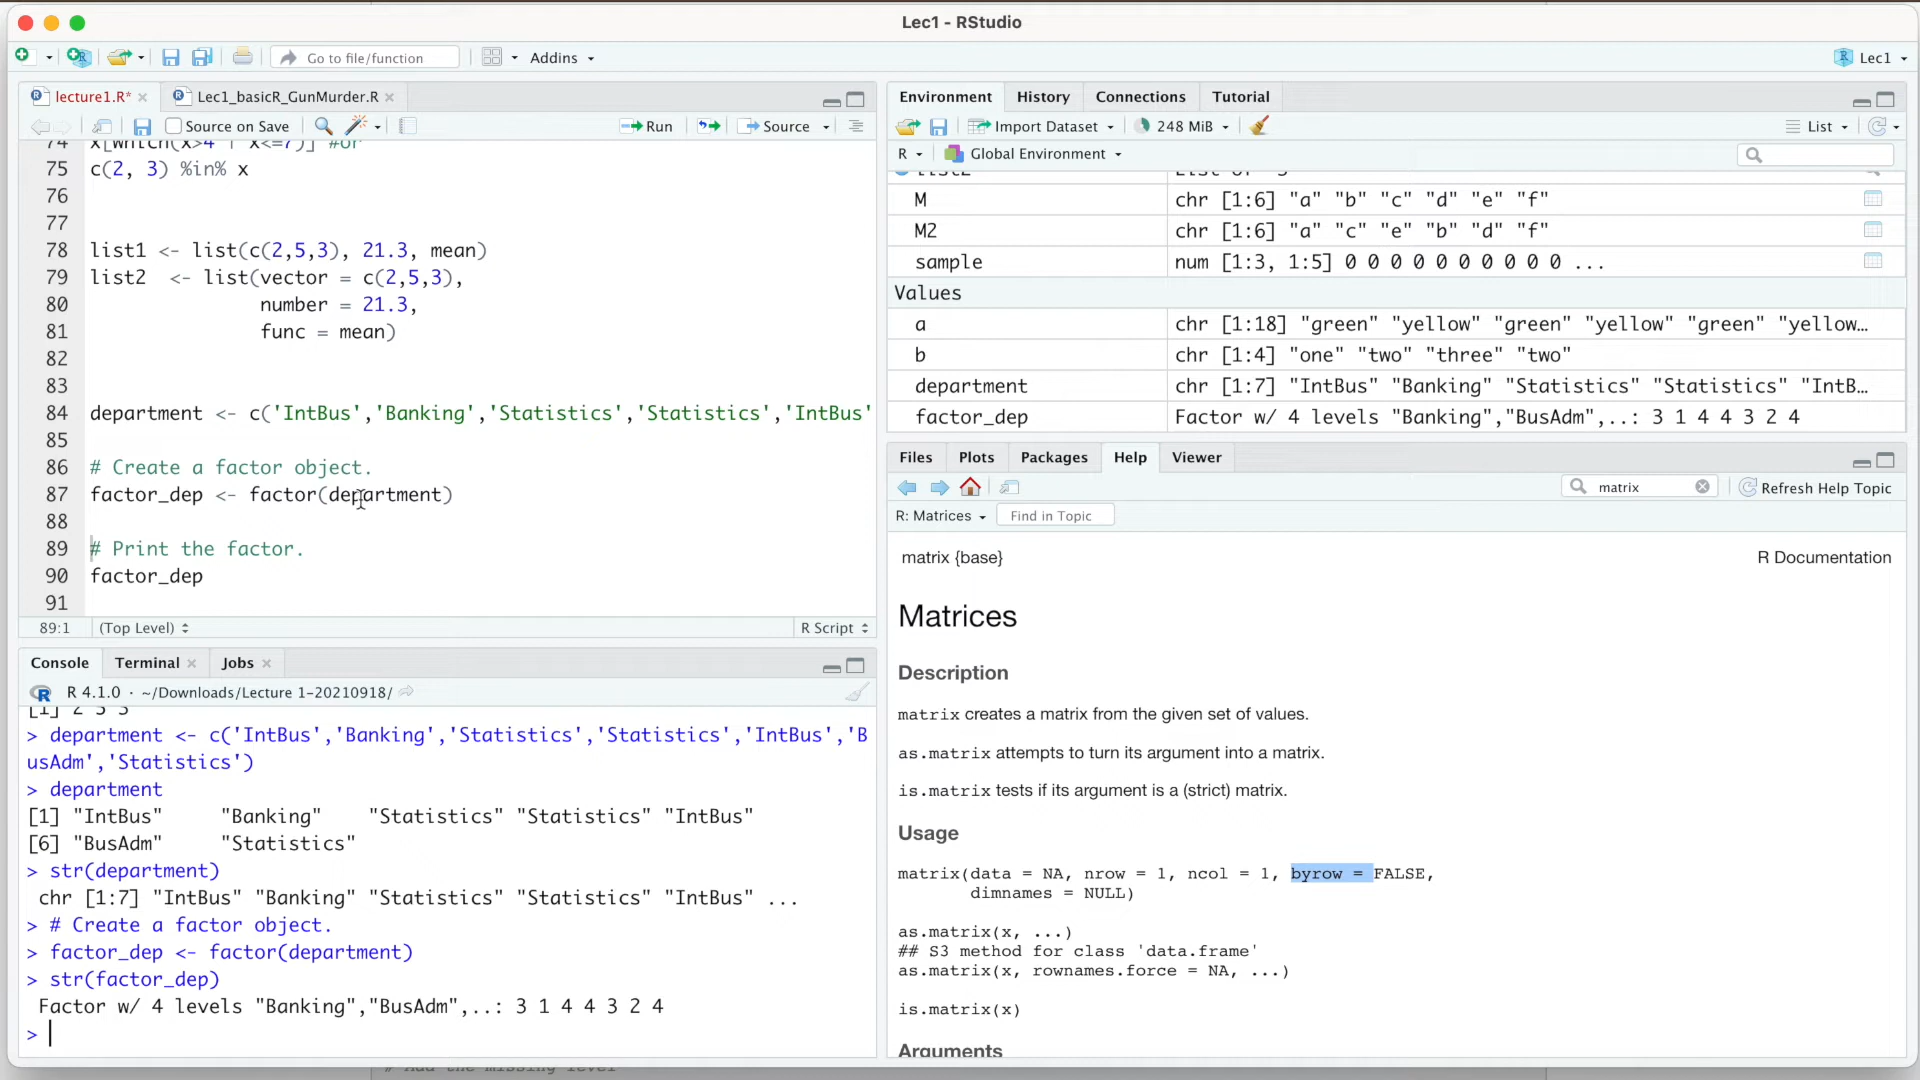 Lec1 - RStudio
Go to file/function
Addins
Lec1
lecture1.R*
Lec1_basicR_GunMurder.R
Source on Save
Run
Source
74 x[which(x>4 | x<=7)] #or
75 c(2, 3) %in% x
76
77
78 list1 <- list(c(2,5,3), 21.3, mean)
79 list2  <- list(vector = c(2,5,3),
80 number = 21.3,
81 func = mean)
82
83
84 department <- c('IntBus','Banking','Statistics','Statistics','IntBus'
85
86 # Create a factor object.
87 factor_dep <- factor(department)
88
89 # Print the factor.
90 factor_dep
91
89:1 (Top Level) R Script
Console Terminal Jobs
R 4.1.0 · ~/Downloads/Lecture 1-20210918/
> department <- c('IntBus','Banking','Statistics','Statistics','IntBus','B
usAdm','Statistics')
> department
[1] "IntBus"     "Banking"    "Statistics" "Statistics" "IntBus"
[6] "BusAdm"     "Statistics"
> str(department)
chr [1:7] "IntBus" "Banking" "Statistics" "Statistics" "IntBus" ...
> # Create a factor object.
> factor_dep <- factor(department)
> str(factor_dep)
Factor w/ 4 levels "Banking","BusAdm",..: 3 1 4 4 3 2 4
>
Environment History Connections Tutorial
Import Dataset 248 MiB List
R Global Environment
M chr [1:6] "a" "b" "c" "d" "e" "f"
M2 chr [1:6] "a" "c" "e" "b" "d" "f"
sample num [1:3, 1:5] 0 0 0 0 0 0 0 0 0 0 ...
Values
a chr [1:18] "green" "yellow" "green" "yellow" "green" "yellow…
b chr [1:4] "one" "two" "three" "two"
department chr [1:7] "IntBus" "Banking" "Statistics" "Statistics" "IntB…
factor_dep Factor w/ 4 levels "Banking","BusAdm",..: 3 1 4 4 3 2 4
Files Plots Packages Help Viewer
matrix Refresh Help Topic
R: Matrices Find in Topic
matrix {base} R Documentation
Matrices
Description
matrix creates a matrix from the given set of values.
as.matrix attempts to turn its argument into a matrix.
is.matrix tests if its argument is a (strict) matrix.
Usage
matrix(data = NA, nrow = 1, ncol = 1, byrow = FALSE,
dimnames = NULL)
as.matrix(x, ...)
## S3 method for class 'data.frame'
as.matrix(x, rownames.force = NA, ...)
is.matrix(x)
Arguments